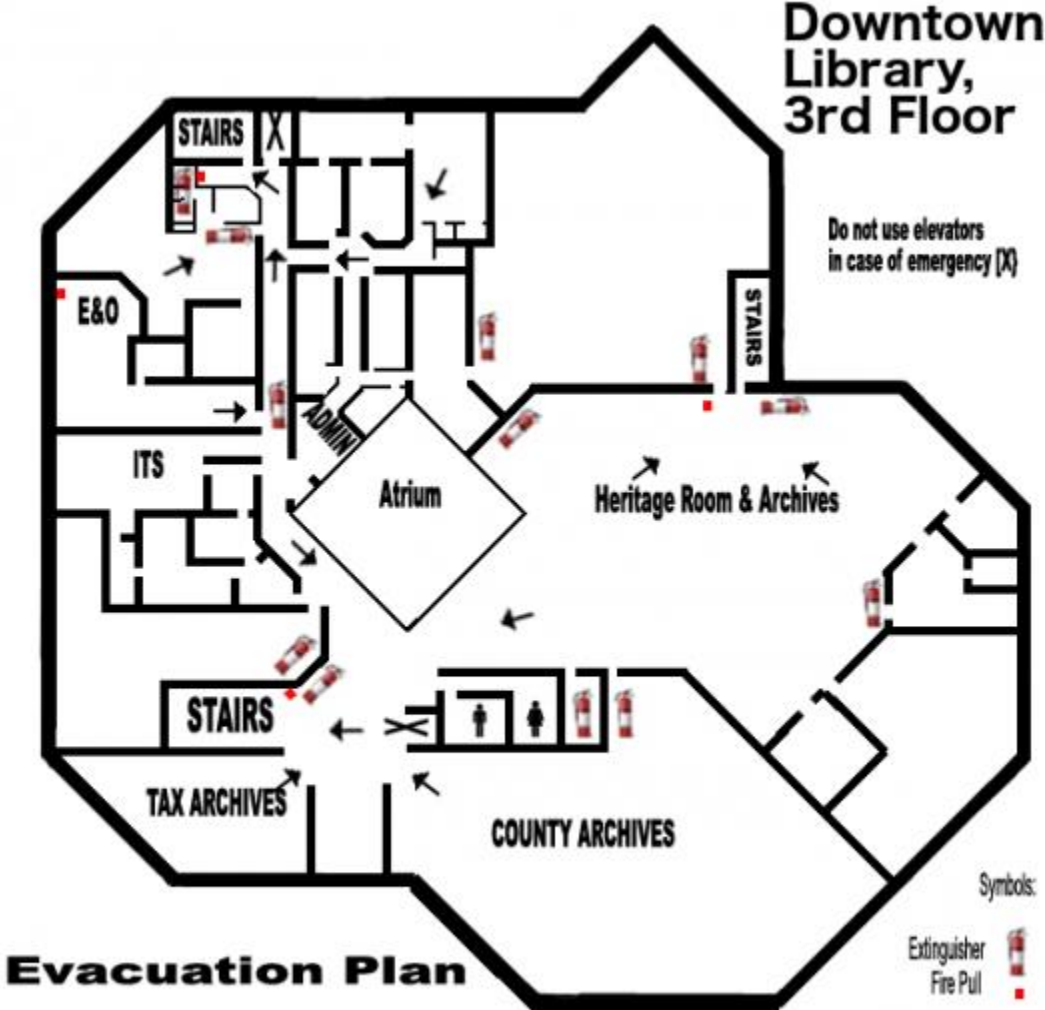 Downtown
Library,
3rd Floor
STAIRS
X
Do not use elevators
in case of emergency [X]
E&O
STAIRS
ADMIN
ITS
Atrium
Heritage Room & Archives
STAIRS
X
TAX ARCHIVES
COUNTY ARCHIVES
Symbols:
Extinguisher
Fire Pull
Evacuation Plan